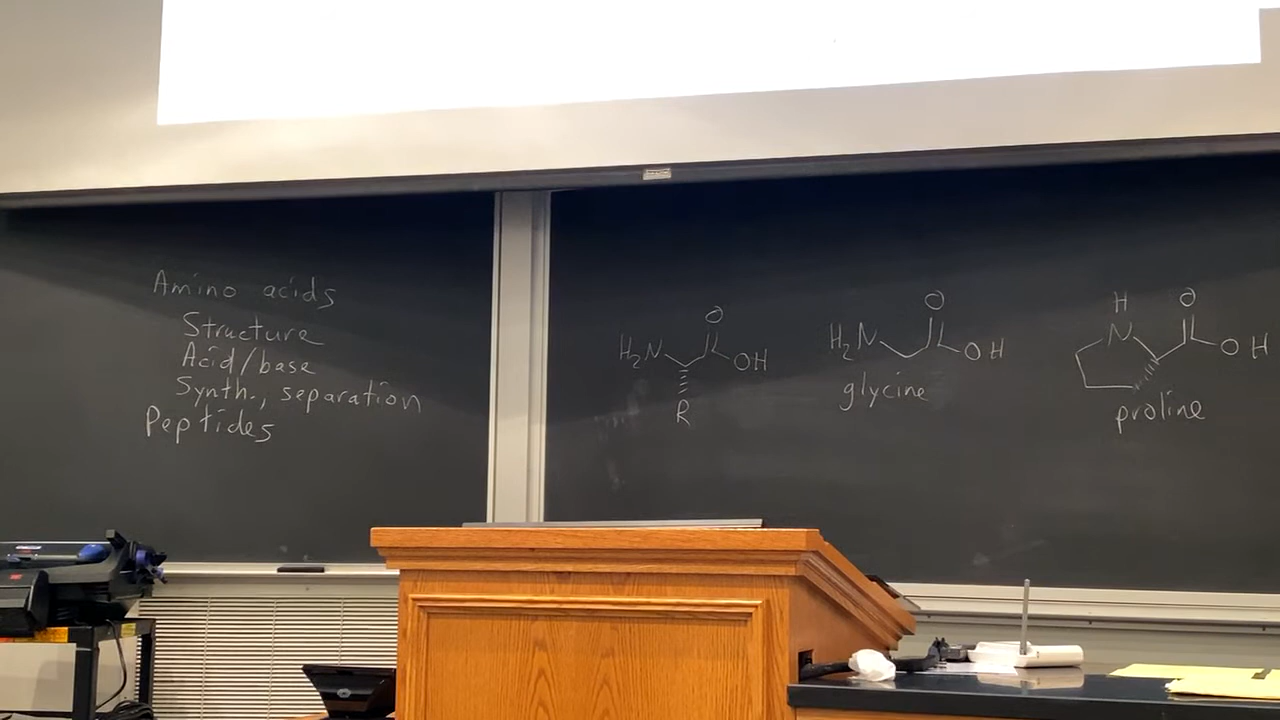 Amino acids
Structure
Acid/base
Synth., separation
Peptides
O
H₂N
OH
R
O
H₂N
OH
glycine
H
O
N
OH
proline